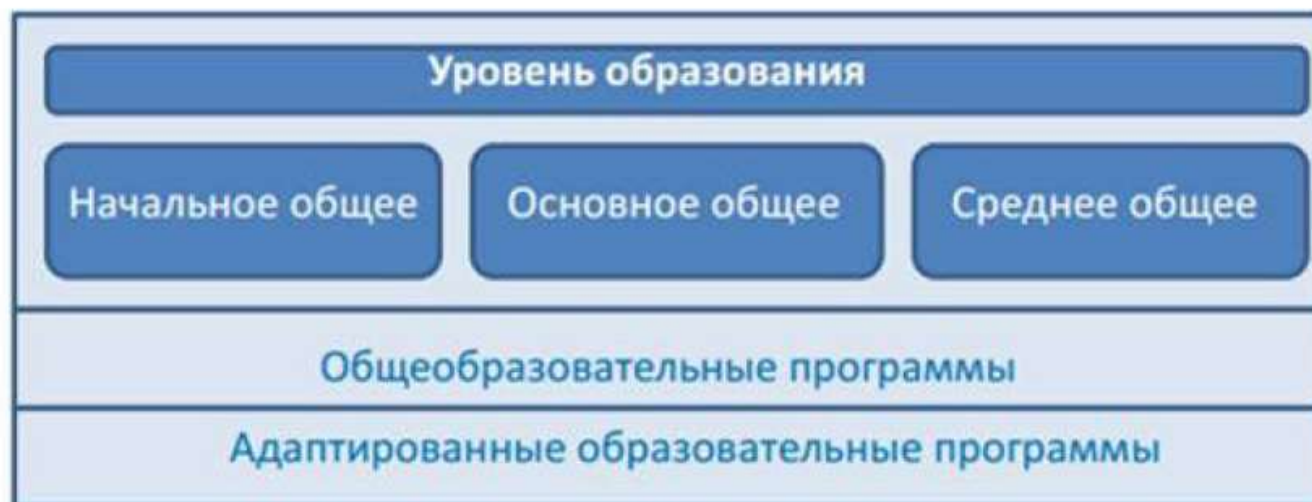 Уровень образования
Начальное общее
Основное общее
Среднее общее
Общеобразовательные программы
Адаптированные образовательные программы